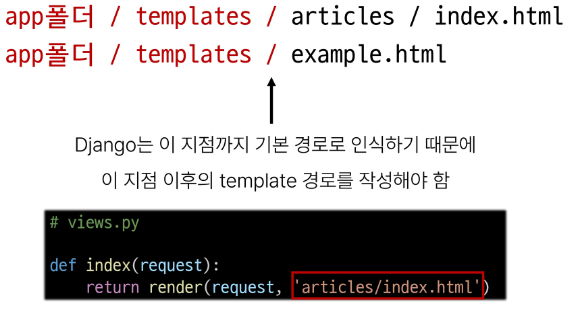 app폴더 / templates / articles / index.html
app폴더 / templates / example.html
Django는 이 지점까지 기본 경로로 인식하기 때문에
이 지점 이후의 template 경로를 작성해야 함
# views.py
def index(request):
    return render(request, 'articles/index.html')